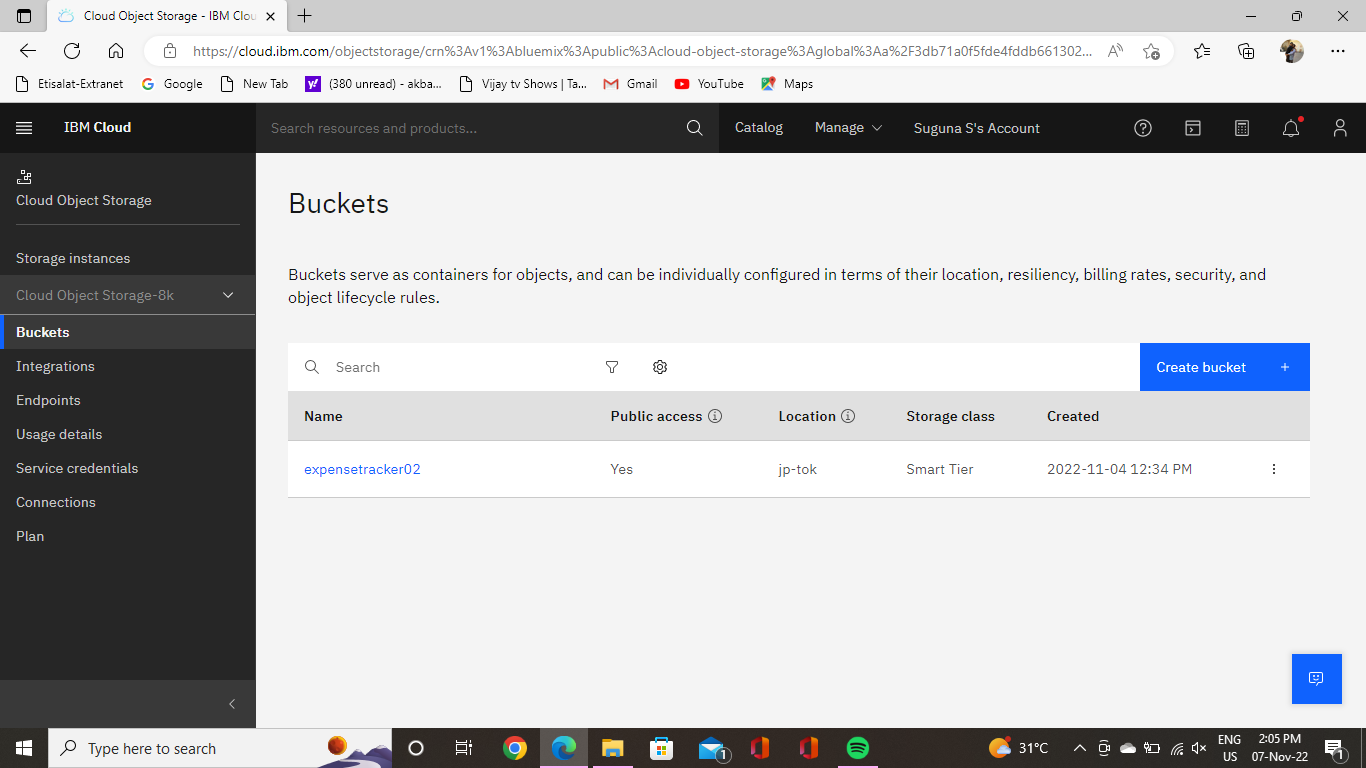 Cloud Object Storage - IBM Clou
https://cloud.ibm.com/objectstorage/crn%3Av1%3Abluemix%3Apublic%3Acloud-object-storage%3Aglobal%3Aa%2F3db71a0f5fde4fddb661302...
Etisalat-Extranet
Google
New Tab
(380 unread) - akba...
Vijay tv Shows | Ta...
Gmail
YouTube
Maps
IBM Cloud
Search resources and products...
Catalog
Manage
Suguna S's Account
Cloud Object Storage
Storage instances
Cloud Object Storage-8k
Buckets
Integrations
Endpoints
Usage details
Service credentials
Connections
Plan
Buckets
Buckets serve as containers for objects, and can be individually configured in terms of their location, resiliency, billing rates, security, and
object lifecycle rules.
Search
Create bucket +
Name Public access Location Storage class Created
expensetracker02 Yes jp-tok Smart Tier 2022-11-04 12:34 PM
Type here to search
1
31°C
ENG
US
2:05 PM
07-Nov-22
1